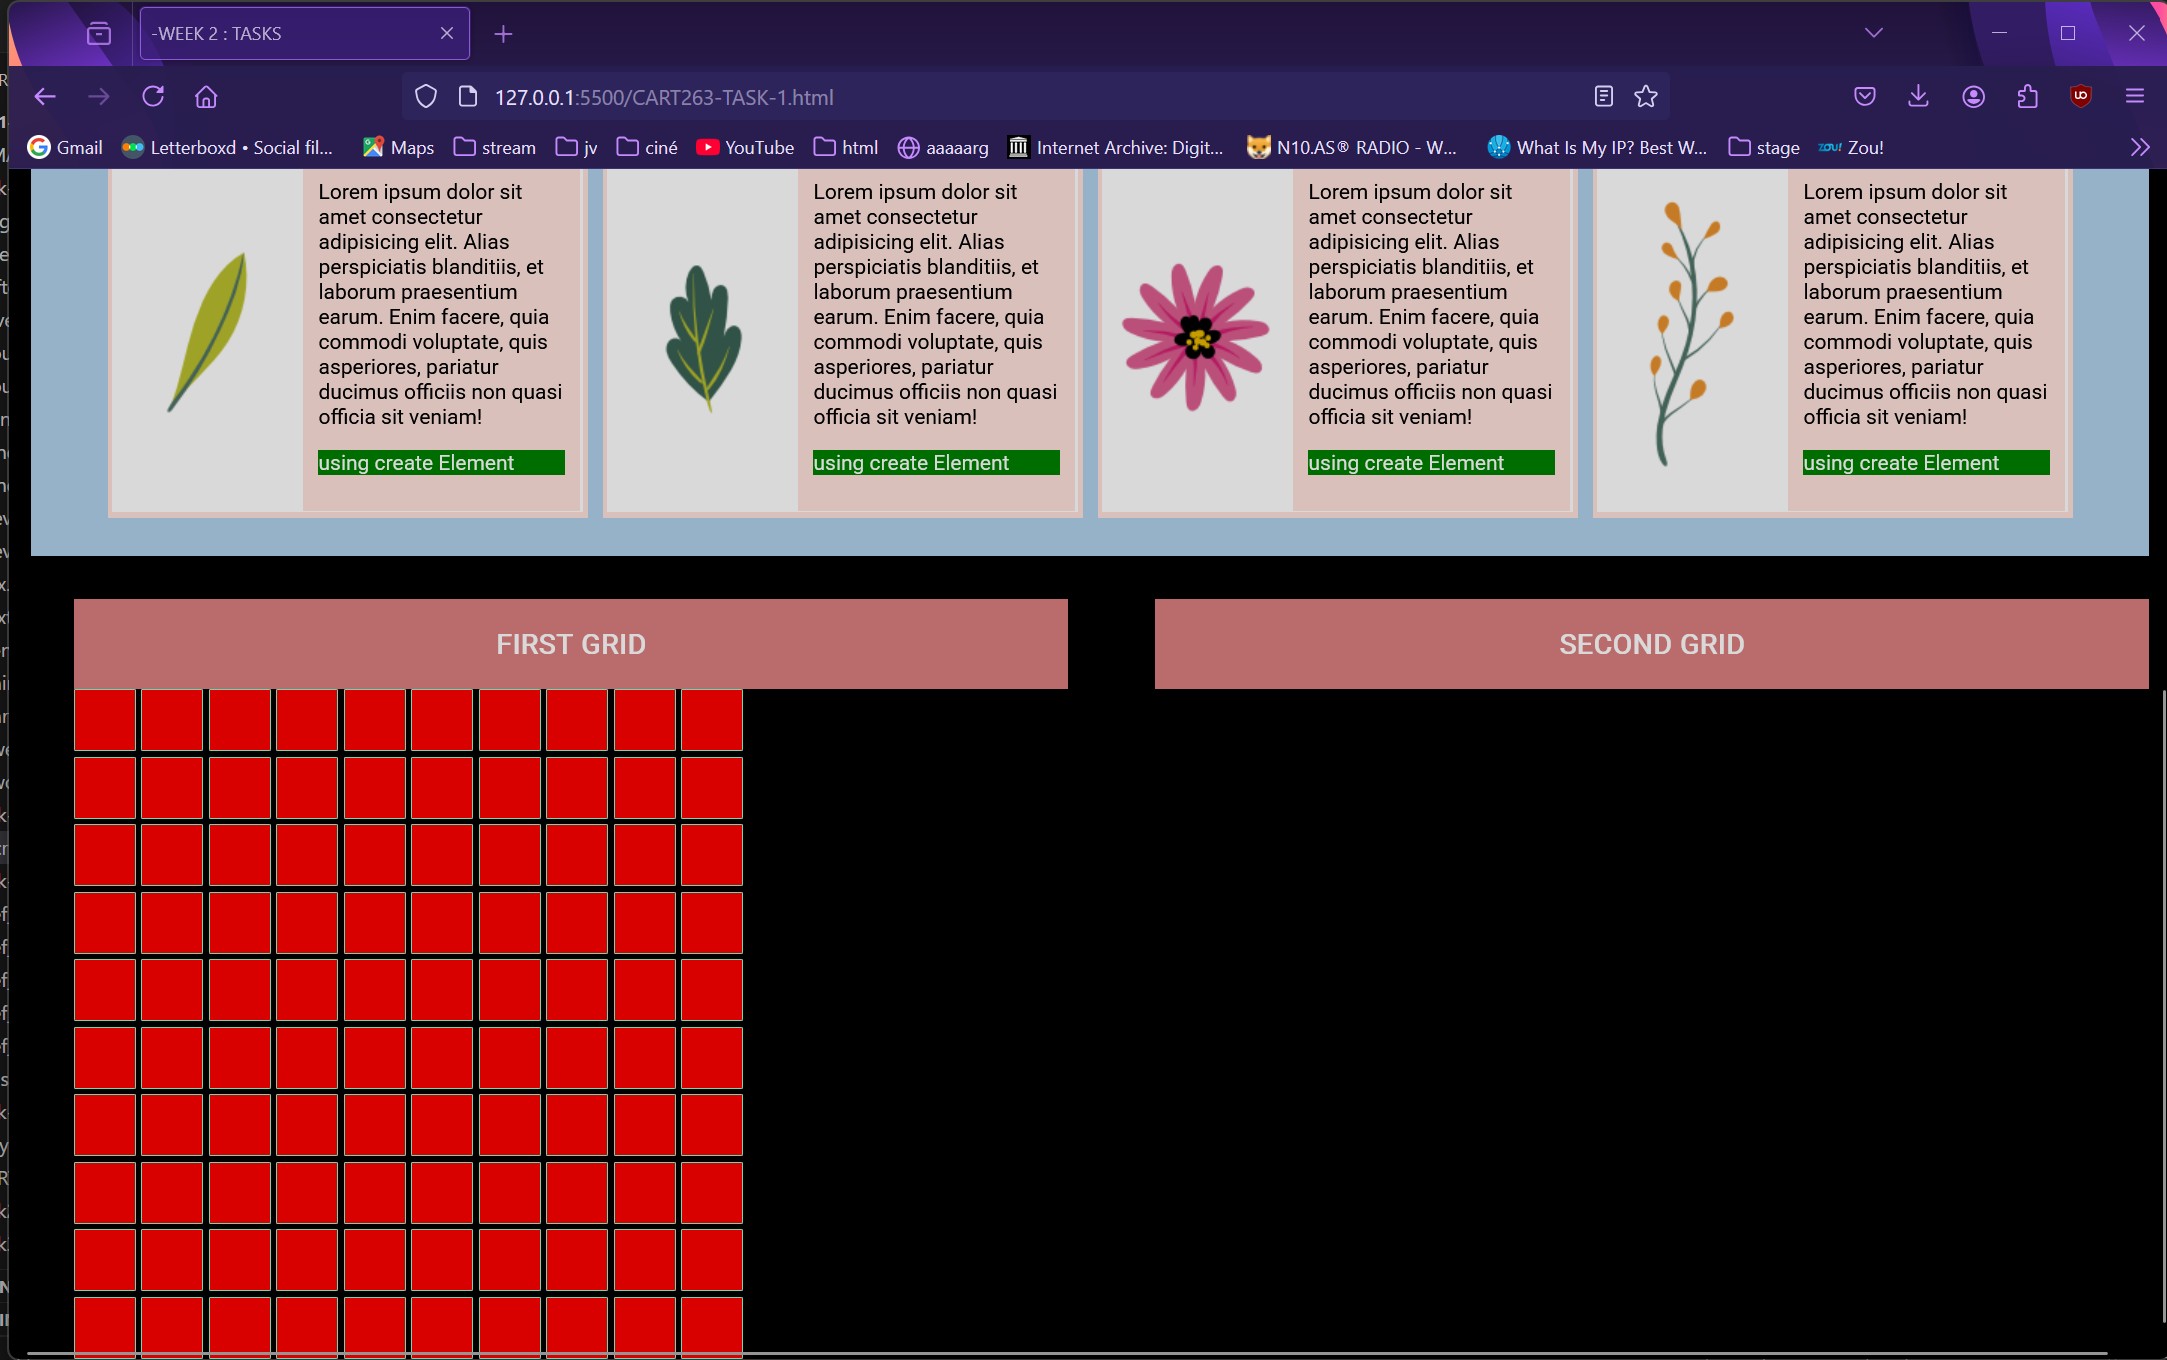 -WEEK 2 : TASKS
127.0.0.1:5500/CART263-TASK-1.html
Gmail
Letterboxd • Social fil...
Maps
stream
jv
ciné
YouTube
html
aaaaarg
Internet Archive: Digit...
N10.AS® RADIO - W...
What Is My IP? Best W...
stage
ZOU!
Zou!
Lorem ipsum dolor sit
amet consectetur
adipisicing elit. Alias
perspiciatis blanditiis, et
laborum praesentium
earum. Enim facere, quia
commodi voluptate, quis
asperiores, pariatur
ducimus officiis non quasi
officia sit veniam!
using create Element
Lorem ipsum dolor sit
amet consectetur
adipisicing elit. Alias
perspiciatis blanditiis, et
laborum praesentium
earum. Enim facere, quia
commodi voluptate, quis
asperiores, pariatur
ducimus officiis non quasi
officia sit veniam!
using create Element
Lorem ipsum dolor sit
amet consectetur
adipisicing elit. Alias
perspiciatis blanditiis, et
laborum praesentium
earum. Enim facere, quia
commodi voluptate, quis
asperiores, pariatur
ducimus officiis non quasi
officia sit veniam!
using create Element
Lorem ipsum dolor sit
amet consectetur
adipisicing elit. Alias
perspiciatis blanditiis, et
laborum praesentium
earum. Enim facere, quia
commodi voluptate, quis
asperiores, pariatur
ducimus officiis non quasi
officia sit veniam!
using create Element
FIRST GRID
SECOND GRID